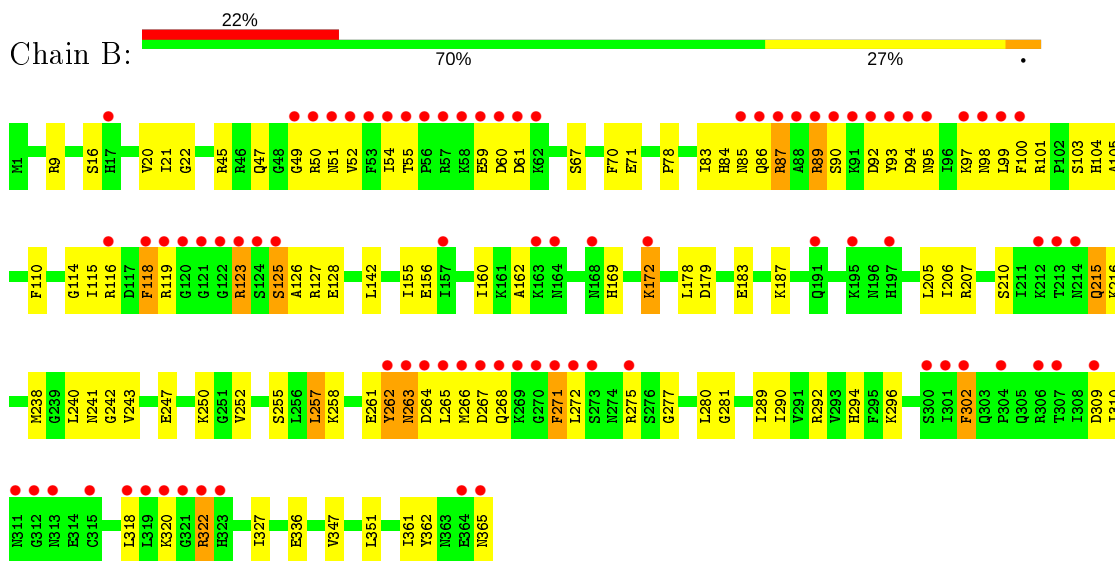 22%
Chain B:
70% 27%
M1 R9 S16 H17 V20 I21 G22 R45 R46 Q47 G48 G49 R50 N51 V52 F53 I54 T55 P56 R57 K58 E59 D60 D61 K62 S67 F70 E71 P78 I83 H84 N85 Q86 R87 A88 R89 S90 K91 D92 Y93 D94 N95 I96 K97 N98 L99 F100 R101 P102 S103 H104 A105
F110 G114 I115 R116 D117 F118 R119 G120 G121 G122 R123 S124 S125 A126 R127 E128 L142 I155 E156 I157 I160 K161 A162 K163 N164 N168 H169 K172 L178 D179 E183 K187 Q191 K195 N196 H197 L205 I206 R207 S210 I211 K212 T213 N214 Q215 K216
M238 G239 L240 N241 G242 V243 E247 K250 G251 V252 S255 L256 L257 K258 E261 Y262 N263 D264 L265 M266 D267 Q268 K269 G270 F271 L272 S273 N274 R275 S276 G277 L280 G281 I289 I290 V291 R292 V293 H294 F295 K296 S300 I301 F302 Q303 P304 Q305 R306 T307 I308 D309
N311 G312 N313 E314 C315 L318 L319 K320 G321 R322 H323 I327 E336 V347 L351 I361 Y362 N363 E364 N365